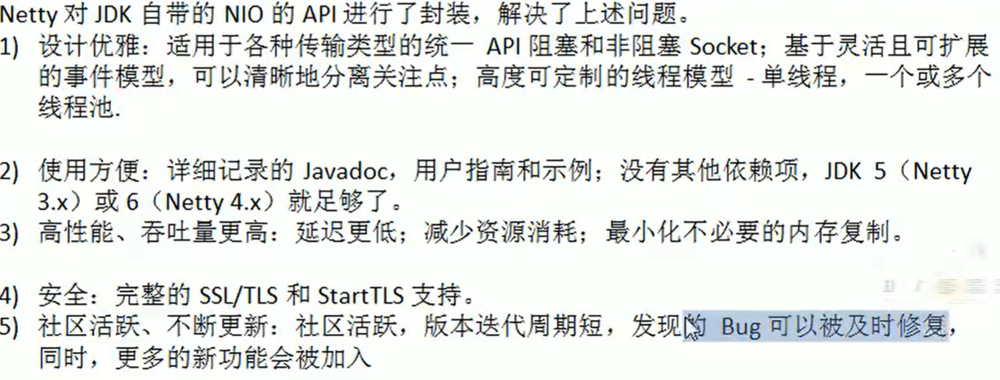 Netty 对 JDK 自带的 NIO 的 API 进行了封装，解决了上述问题。
1) 设计优雅：适用于各种传输类型的统一 API 阻塞和非阻塞 Socket；基于灵活且可扩展
的事件模型，可以清晰地分离关注点；高度可定制的线程模型 - 单线程，一个或多个
线程池.
2) 使用方便：详细记录的 Javadoc，用户指南和示例；没有其他依赖项，JDK 5（Netty
3.x）或 6（Netty 4.x）就足够了。
3) 高性能、吞吐量更高：延迟更低；减少资源消耗；最小化不必要的内存复制。
4) 安全：完整的 SSL/TLS 和 StartTLS 支持。
5) 社区活跃、不断更新：社区活跃，版本迭代周期短，发现的 Bug 可以被及时修复，
同时，更多的新功能会被加入